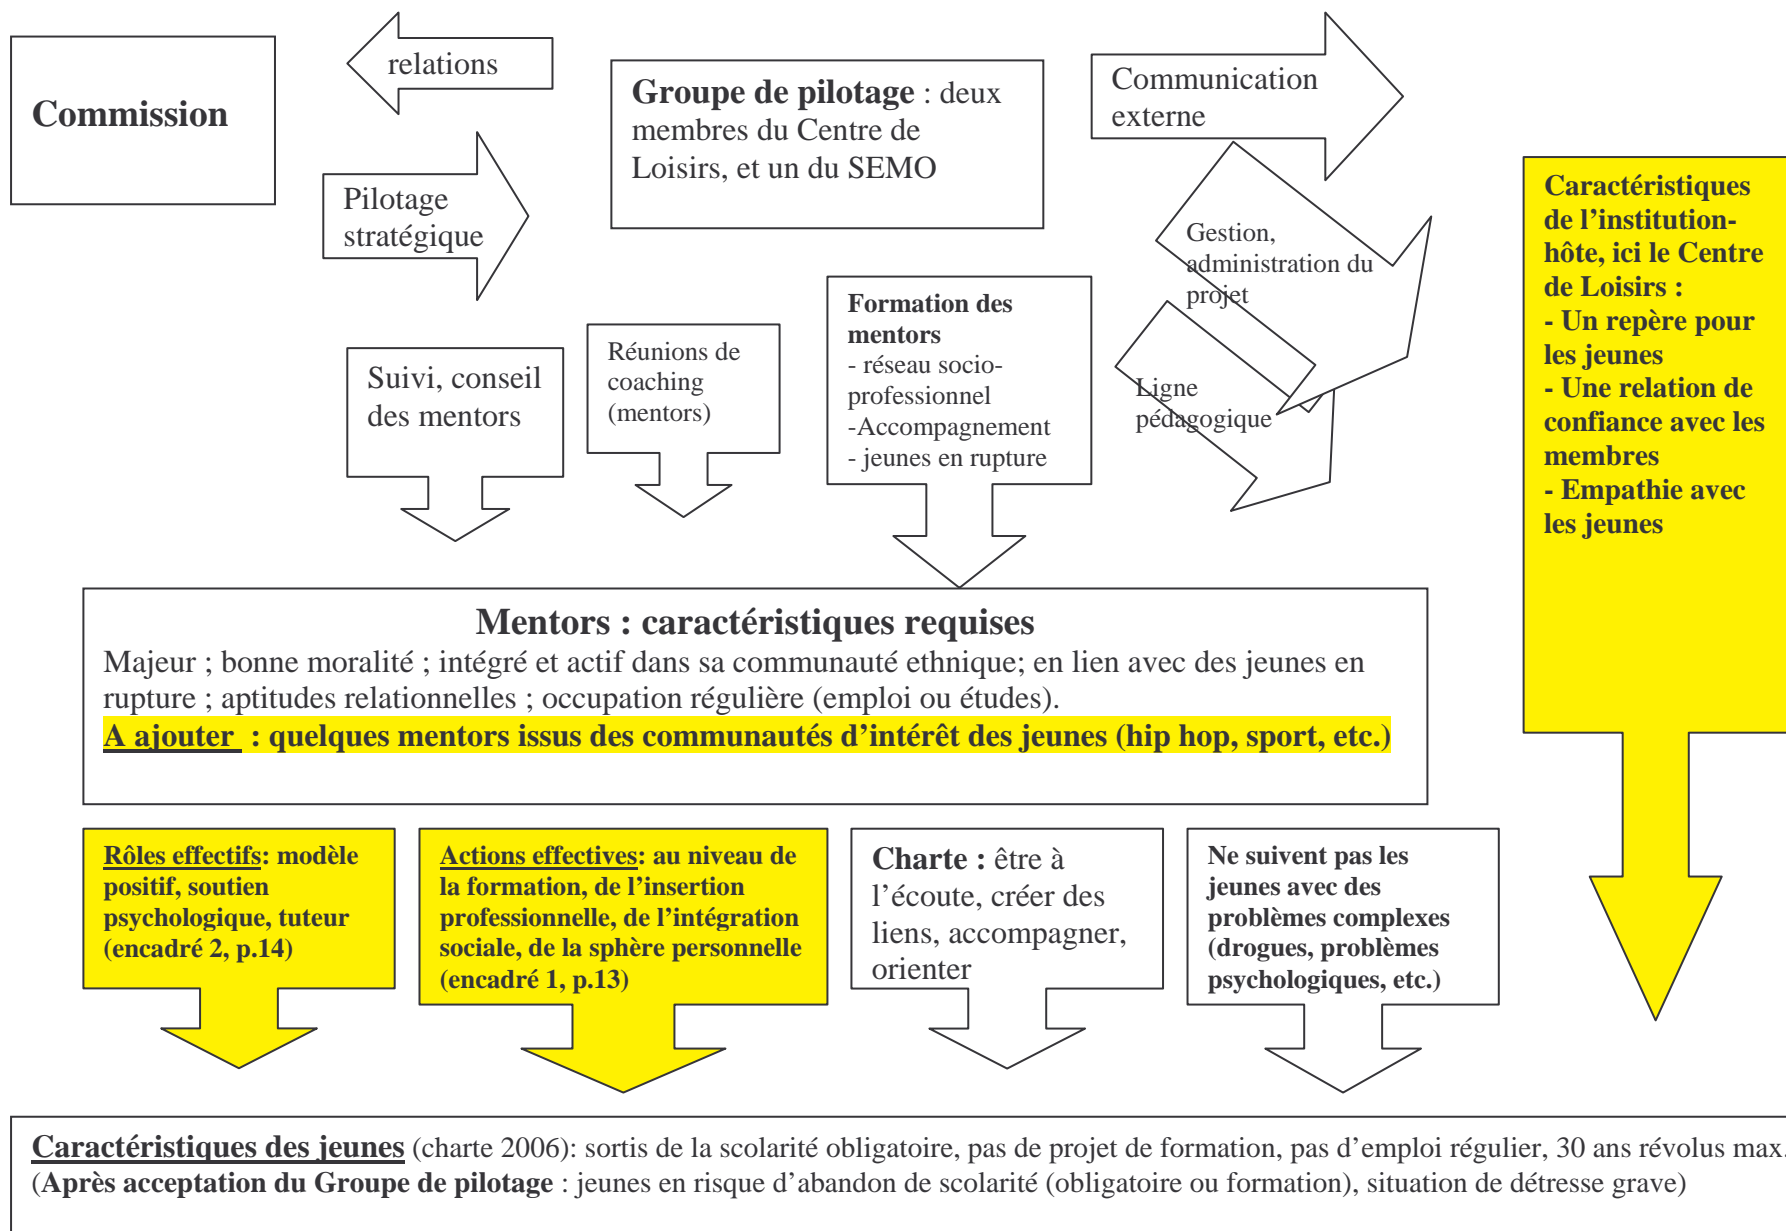 Commission
relations
Groupe de pilotage : deux
membres du Centre de
Loisirs, et un du SEMO
Communication
externe
Pilotage
stratégique
Gestion,
administration du
projet
Ligne
pédagogique
Caractéristiques
de l’institution-
hôte, ici le Centre
de Loisirs :
- Un repère pour
les jeunes
- Une relation de
confiance avec les
membres
- Empathie avec
les jeunes
Suivi, conseil
des mentors
Réunions de
coaching
(mentors)
Formation des
mentors
- réseau socio-
professionnel
-Accompagnement
- jeunes en rupture
Mentors : caractéristiques requises
Majeur ; bonne moralité ; intégré et actif dans sa communauté ethnique; en lien avec des jeunes en
rupture ; aptitudes relationnelles ; occupation régulière (emploi ou études).
A ajouter : quelques mentors issus des communautés d’intérêt des jeunes (hip hop, sport, etc.)
Rôles effectifs: modèle
positif, soutien
psychologique, tuteur
(encadré 2, p.14)
Actions effectives: au niveau de
la formation, de l’insertion
professionnelle, de l’intégration
sociale, de la sphère personnelle
(encadré 1, p.13)
Charte : être à
l’écoute, créer des
liens, accompagner,
orienter
Ne suivent pas les
jeunes avec des
problèmes complexes
(drogues, problèmes
psychologiques, etc.)
Caractéristiques des jeunes (charte 2006): sortis de la scolarité obligatoire, pas de projet de formation, pas d’emploi régulier, 30 ans révolus max.
(Après acceptation du Groupe de pilotage : jeunes en risque d’abandon de scolarité (obligatoire ou formation), situation de détresse grave)